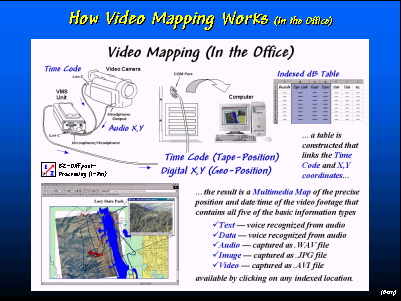 How Video Mapping Works (In the Office)
Video Mapping (In the Office)
Time Code
Video Camera
COM Port
Indexed dB Table
Line C
VMS
Unit
Computer
Headphone
Output
Audio X,Y
Line C
Microphone/Headphone
... a table is
constructed that
links the Time
Code and X,Y
coordinates...
Time Code (Tape-Position)
Digital X,Y (Geo-Position)
Processing
... the result is a Multimedia Map of the precise
position and date/time of the video footage that
contains all five of the basic information types
✓Text — voice recognized from audio
✓Data — voice recognized from audio
✓Audio — captured as .WAV file
✓Image — captured as .JPG file
✓Video — captured as .AVI file
available by clicking on any indexed location.
Lory State Park
(Berry)